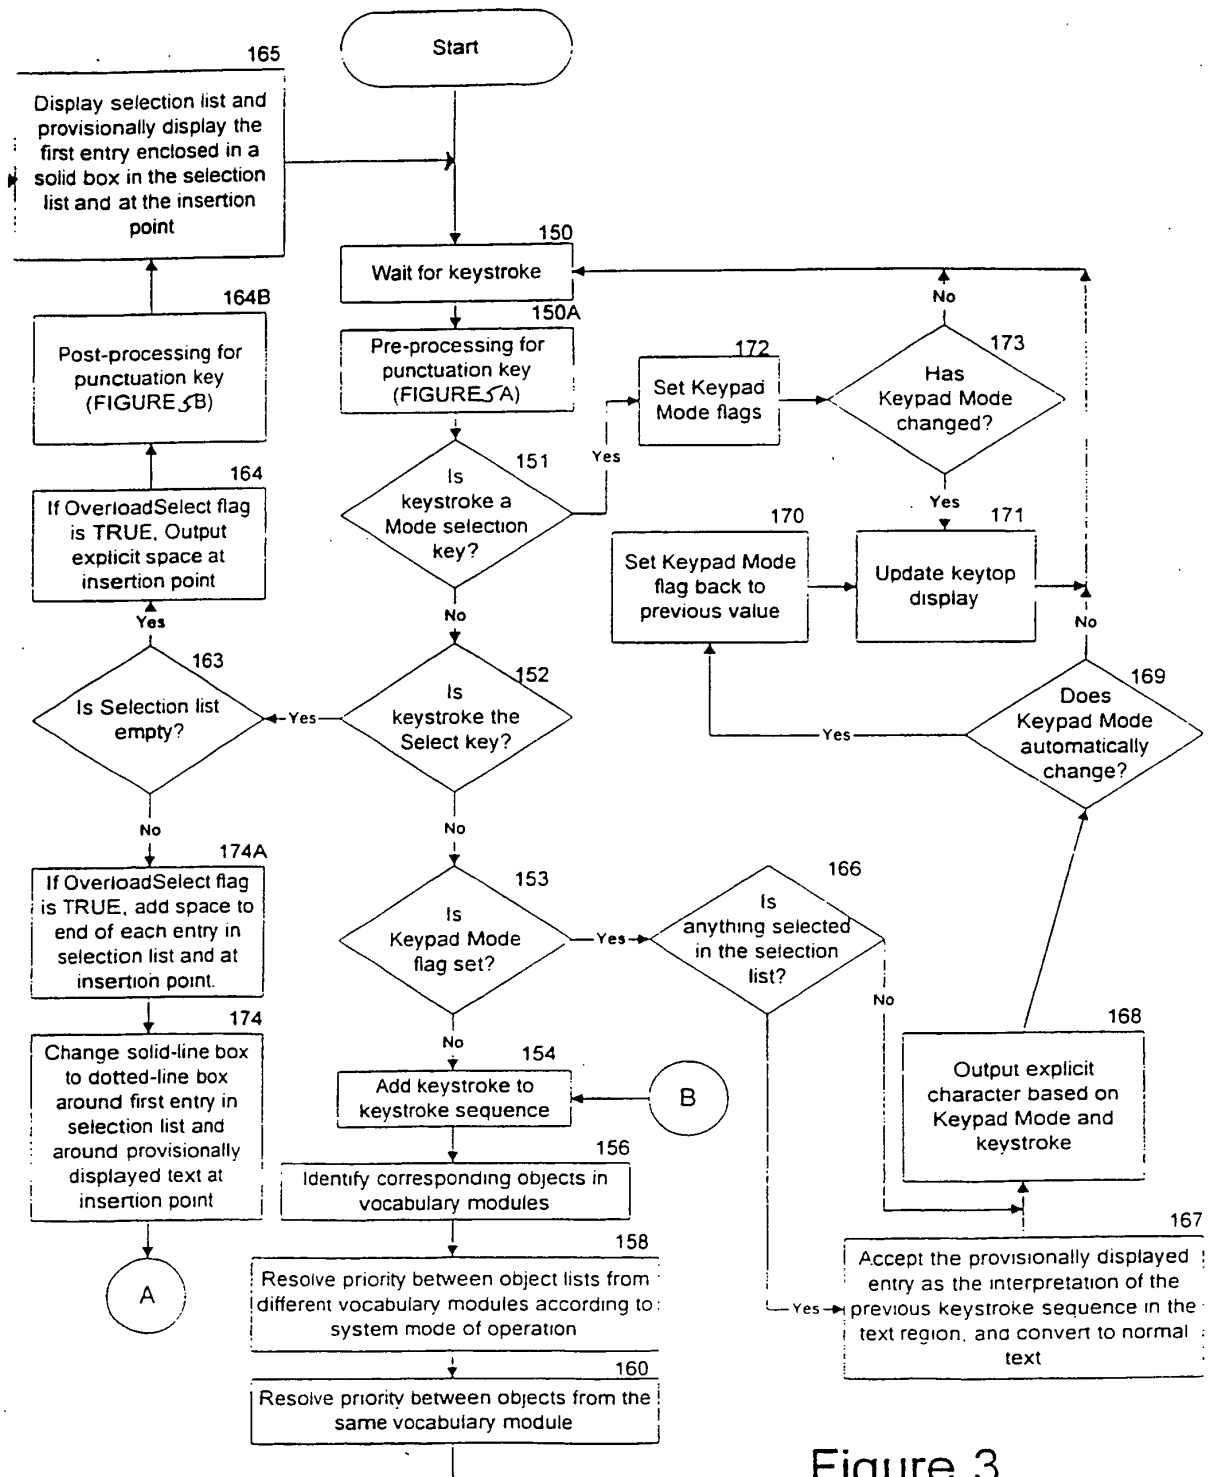 Start
165
Display selection list and
provisionally display the
first entry enclosed in a
solid box in the selection
list and at the insertion
point
150
Wait for keystroke
150A
Pre-processing for
punctuation key
(FIGURE 5A)
164B
Post-processing for
punctuation key
(FIGURE 5B)
172
Set Keypad
Mode flags
No
173
Has
Keypad Mode
changed?
Yes
151
Is
keystroke a
Mode selection
key?
Yes
No
164
If OverloadSelect flag
is TRUE, Output
explicit space at
insertion point
Yes
170
Set Keypad Mode
flag back to
previous value
171
Update keytop
display
No
163
Is Selection list
empty?
Yes
No
152
Is
keystroke the
Select key?
No
169
Does
Keypad Mode
automatically
change?
Yes
174A
If OverloadSelect flag
is TRUE, add space to
end of each entry in
selection list and at
insertion point.
153
Is
Keypad Mode
flag set?
Yes
No
166
Is
anything selected
in the selection
list?
No
Yes
174
Change solid-line box
to dotted-line box
around first entry in
selection list and
around provisionally
displayed text at
insertion point
A
154
Add keystroke to
keystroke sequence
B
168
Output explicit
character based on
Keypad Mode and
keystroke
156
Identify corresponding objects in
vocabulary modules
158
Resolve priority between object lists from
different vocabulary modules according to
system mode of operation
167
Accept the provisionally displayed
entry as the interpretation of the
previous keystroke sequence in the
text region, and convert to normal
text
160
Resolve priority between objects from the
same vocabulary module
Figure 3